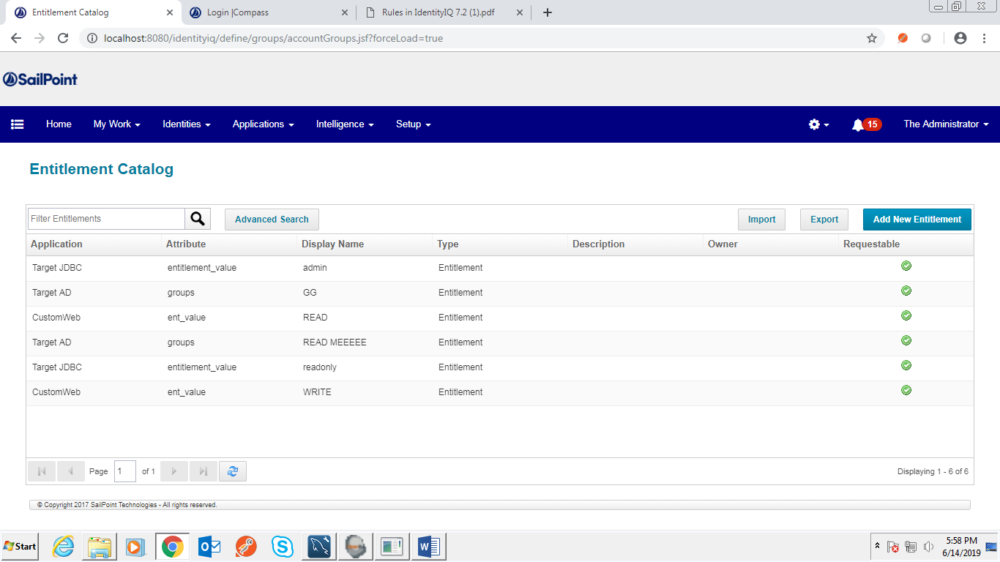 Entitlement Catalog
Login |Compass
Rules in IdentityIQ 7.2 (1).pdf
localhost:8080/identityiq/define/groups/accountGroups.jsf?forceLoad=true
SailPoint
Home My Work Identities Applications Intelligence Setup 15 The Administrator
Entitlement Catalog
Filter Entitlements Advanced Search Import Export Add New Entitlement
Application Attribute Display Name Type Description Owner Requestable
Target JDBC entitlement_value admin Entitlement
Target AD groups GG Entitlement
CustomWeb ent_value READ Entitlement
Target AD groups READ MEEEEE Entitlement
Target JDBC entitlement_value readonly Entitlement
CustomWeb ent_value WRITE Entitlement
Page 1 of 1 Displaying 1 - 6 of 6
© Copyright 2017 SailPoint Technologies - All rights reserved.
Start 5:58 PM
6/14/2019